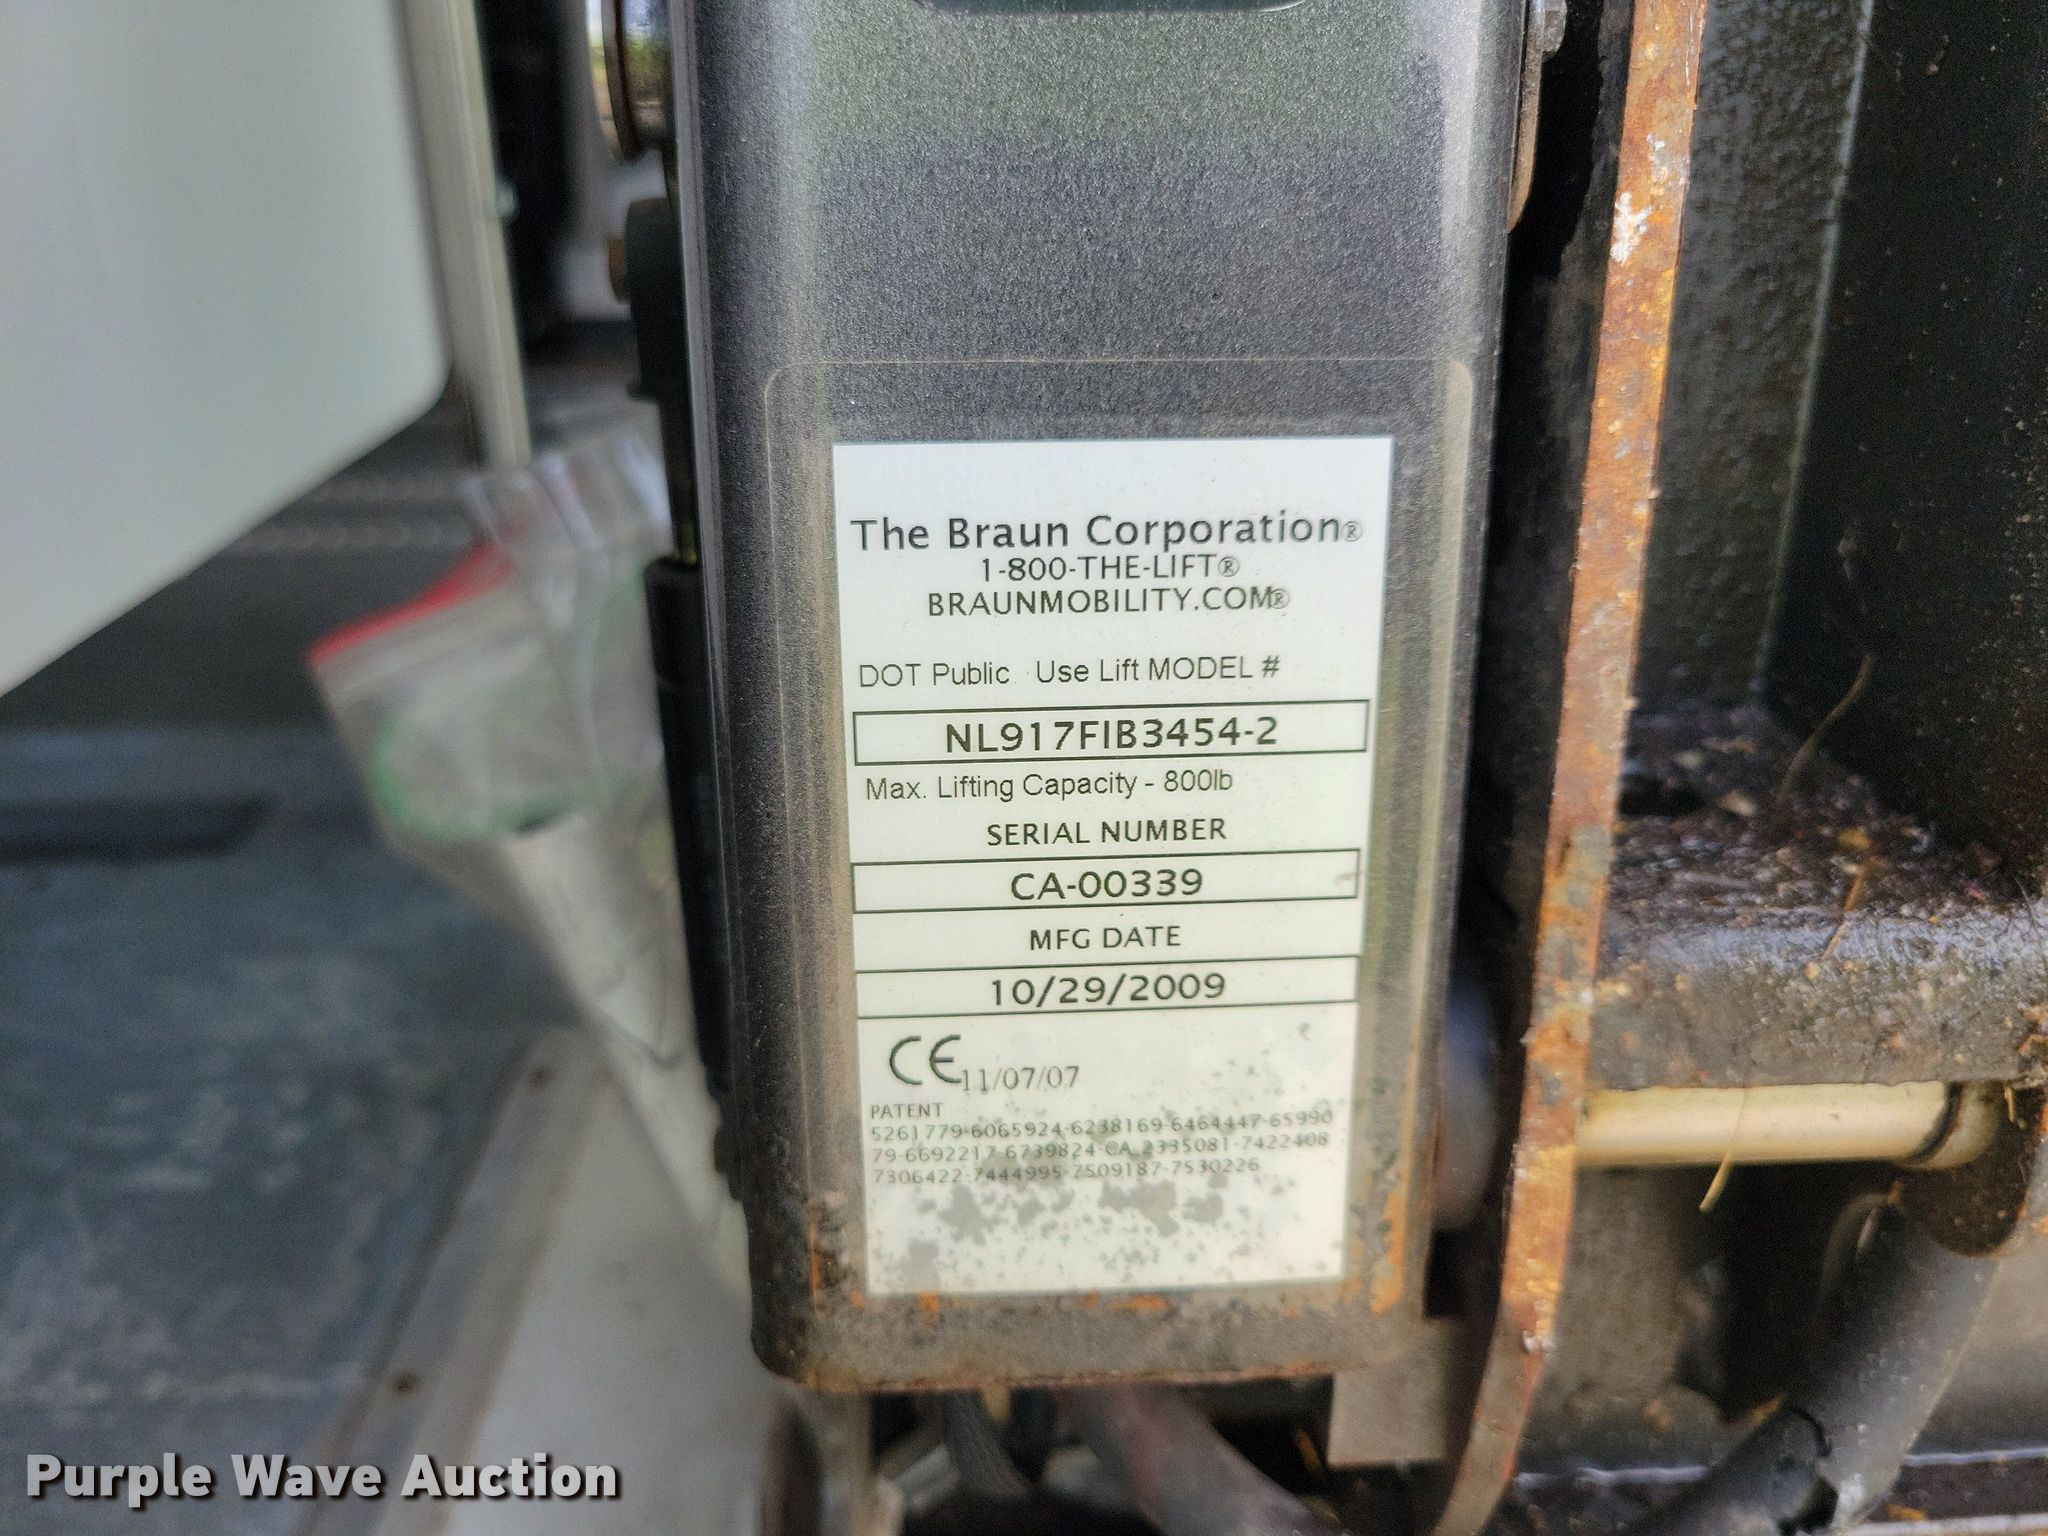 The Braun Corporation®
1-800-THE-LIFT®
BRAUNMOBILITY.COM®
DOT Public Use Lift MODEL #
NL917FIB3454-2
Max. Lifting Capacity - 800lb
SERIAL NUMBER
CA-00339
MFG DATE
10/29/2009
CE 11/07/07
PATENT
5261779-6065924-6238169-6464447-65990
79-6692217-6739824-CA 2335081-7422408
7306422-7444995-7509187-7530226
Purple Wave Auction